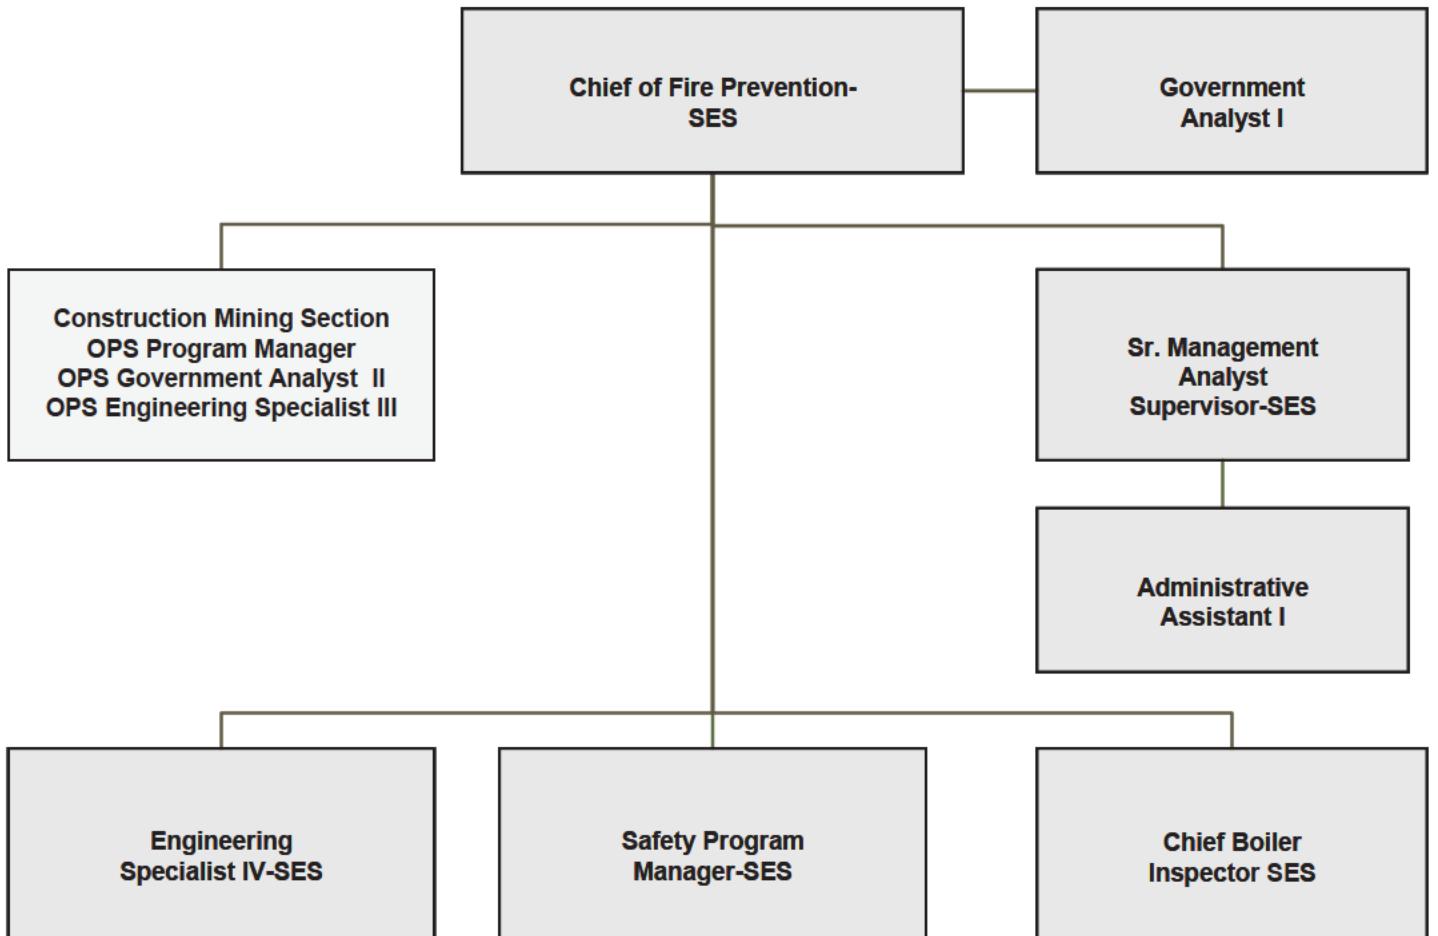 Chief of Fire Prevention-
SES
Government
Analyst I
Construction Mining Section
OPS Program Manager
OPS Government Analyst  II
OPS Engineering Specialist III
Sr. Management
Analyst
Supervisor-SES
Administrative
Assistant I
Engineering
Specialist IV-SES
Safety Program
Manager-SES
Chief Boiler
Inspector SES